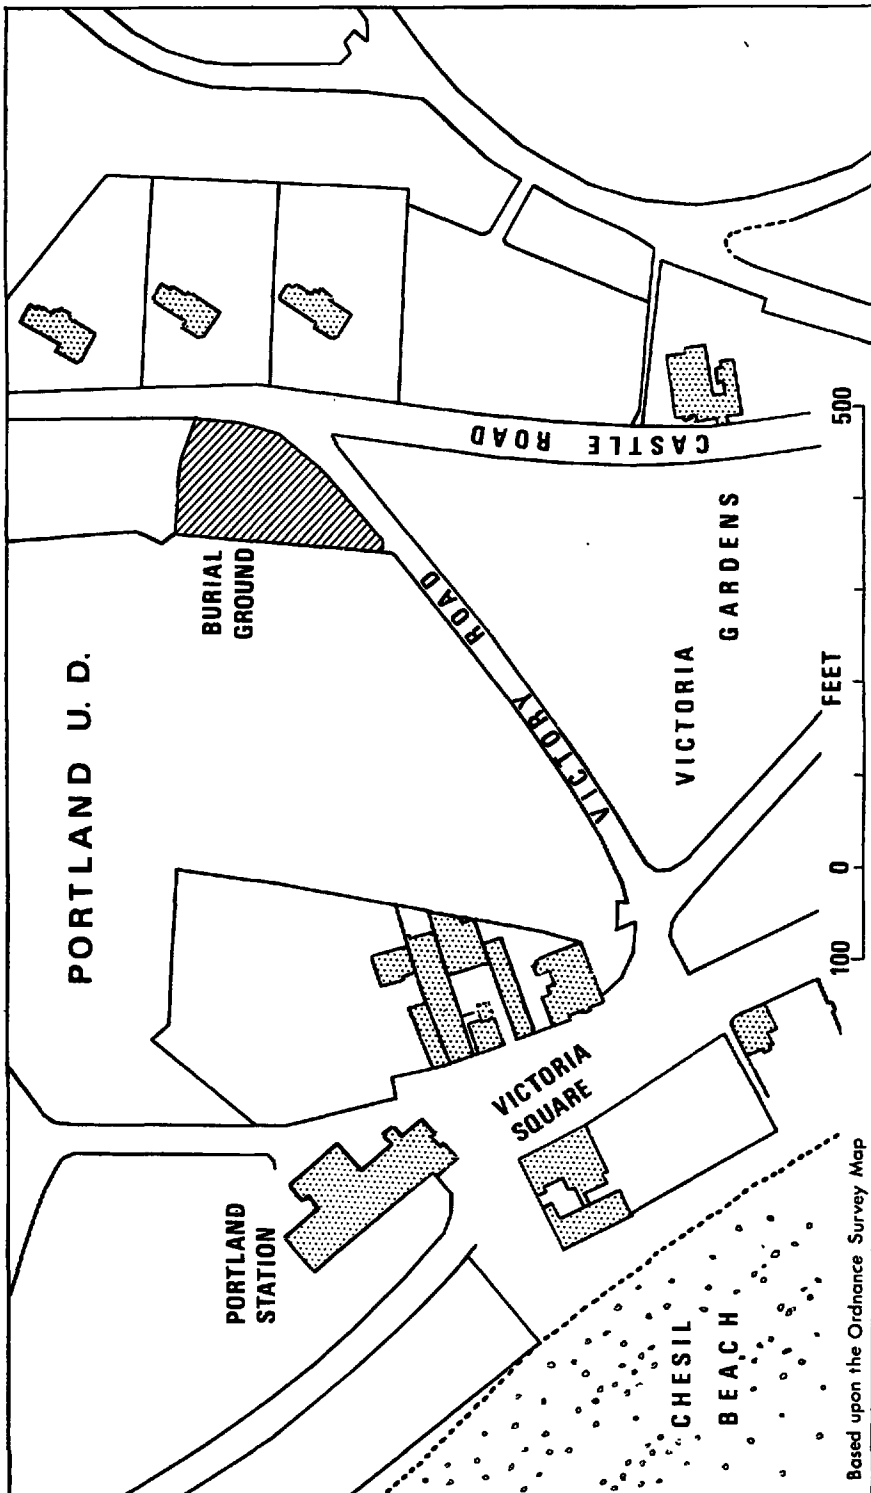 PORTLAND U. D.
BURIAL
GROUND
PORTLAND
STATION
VICTORIA
SQUARE
VICTORY ROAD
CASTLE ROAD
VICTORIA
GARDENS
CHESIL
BEACH
100 0 FEET 500
Based upon the Ordnance Survey Map